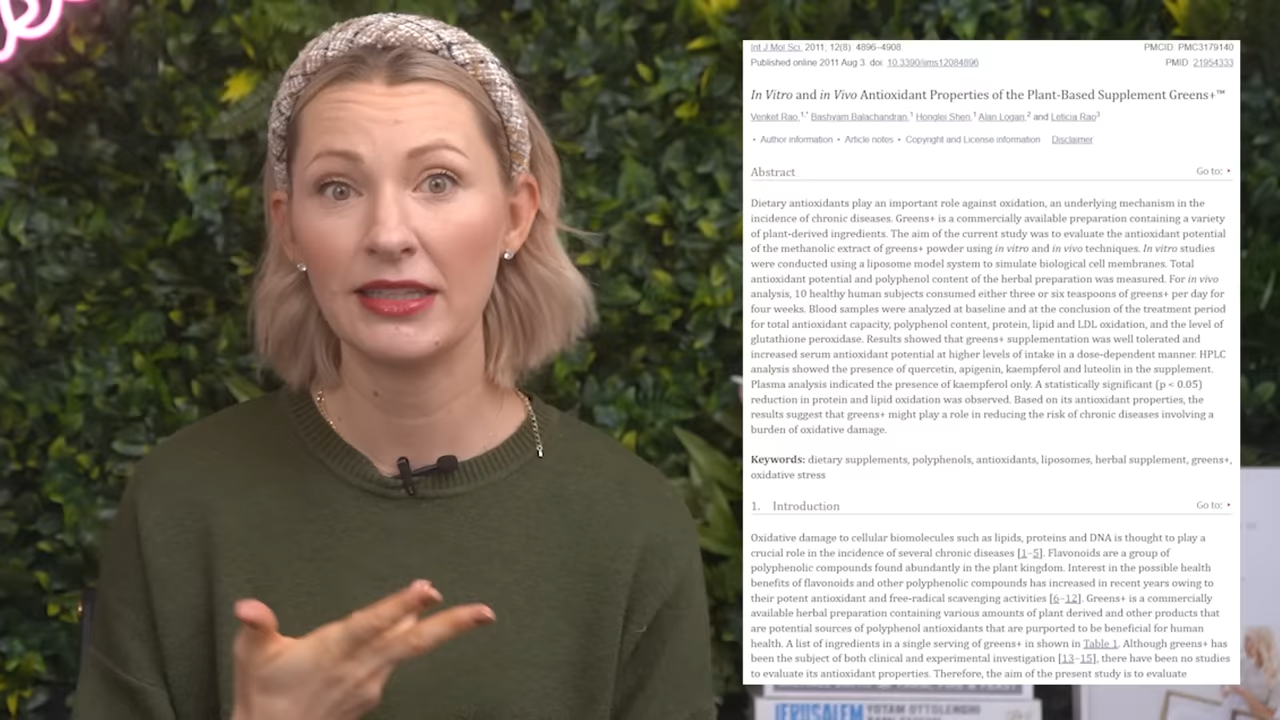 Int J Mol Sci. 2011; 12(8): 4896–4908.
PMCID: PMC3179140
Published online 2011 Aug 3. doi: 10.3390/ijms12084896
PMID: 21954333
In Vitro and in Vivo Antioxidant Properties of the Plant-Based Supplement Greens+™
Venket Rao,1,* Bashyam Balachandran,1 Honglei Shen,1 Alan Logan,2 and Leticia Rao3
• Author information • Article notes • Copyright and License information Disclaimer
Abstract
Go to: ▸
Dietary antioxidants play an important role against oxidation, an underlying mechanism in the
incidence of chronic diseases. Greens+ is a commercially available preparation containing a variety
of plant-derived ingredients. The aim of the current study was to evaluate the antioxidant potential
of the methanolic extract of greens+ powder using in vitro and in vivo techniques. In vitro studies
were conducted using a liposome model system to simulate biological cell membranes. Total
antioxidant potential and polyphenol content of the herbal preparation was measured. For in vivo
analysis, 10 healthy human subjects consumed either three or six teaspoons of greens+ per day for
four weeks. Blood samples were analyzed at baseline and at the conclusion of the treatment period
for total antioxidant capacity, polyphenol content, protein, lipid and LDL oxidation, and the level of
glutathione peroxidase. Results showed that greens+ supplementation was well tolerated and
increased serum antioxidant potential at higher levels of intake in a dose-dependent manner. HPLC
analysis showed the presence of quercetin, apigenin, kaempferol and luteolin in the supplement.
Plasma analysis indicated the presence of kaempferol only. A statistically significant (p < 0.05)
reduction in protein and lipid oxidation was observed. Based on its antioxidant properties, the
results suggest that greens+ might play a role in reducing the risk of chronic diseases involving a
burden of oxidative damage.
Keywords: dietary supplements, polyphenols, antioxidants, liposomes, herbal supplement, greens+,
oxidative stress
1. Introduction
Go to: ▸
Oxidative damage to cellular biomolecules such as lipids, proteins and DNA is thought to play a
crucial role in the incidence of several chronic diseases [1–5]. Flavonoids are a group of
polyphenolic compounds found abundantly in the plant kingdom. Interest in the possible health
benefits of flavonoids and other polyphenolic compounds has increased in recent years owing to
their potent antioxidant and free-radical scavenging activities [6–12]. Greens+ is a commercially
available herbal preparation containing various amounts of plant derived and other products that
are potential sources of polyphenol antioxidants that are purported to be beneficial for human
health. A list of ingredients in a single serving of greens+ in shown in Table 1. Although greens+ has
been the subject of both clinical and experimental investigation [13–15], there have been no studies
to evaluate its antioxidant properties. Therefore, the aim of the present study is to evaluate
JERUSALEM YOTAM OTTOLENGHI